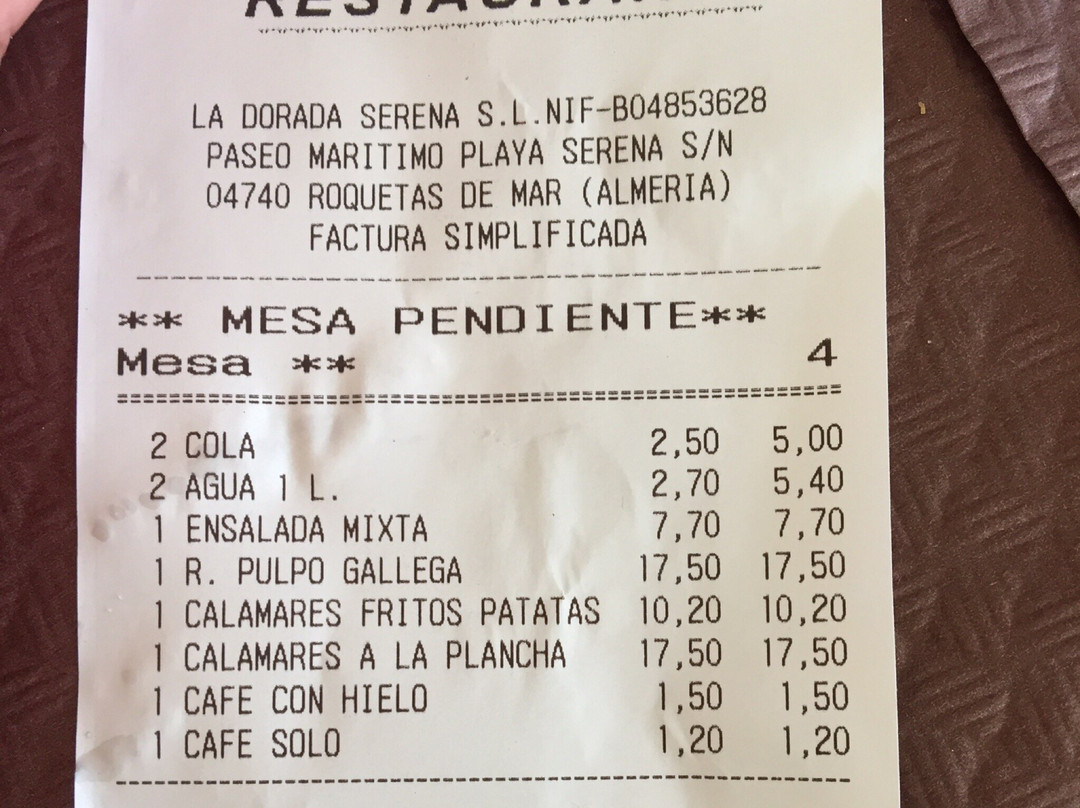 LA DORADA SERENA S.L.NIF-B04853628
PASEO MARITIMO PLAYA SERENA S/N
04740 ROQUETAS DE MAR (ALMERIA)
FACTURA SIMPLIFICADA
** MESA PENDIENTE**
Mesa ** 4
2 COLA 2,50 5,00
2 AGUA 1 L. 2,70 5,40
1 ENSALADA MIXTA 7,70 7,70
1 R. PULPO GALLEGA 17,50 17,50
1 CALAMARES FRITOS PATATAS 10,20 10,20
1 CALAMARES A LA PLANCHA 17,50 17,50
1 CAFE CON HIELO 1,50 1,50
1 CAFE SOLO 1,20 1,20